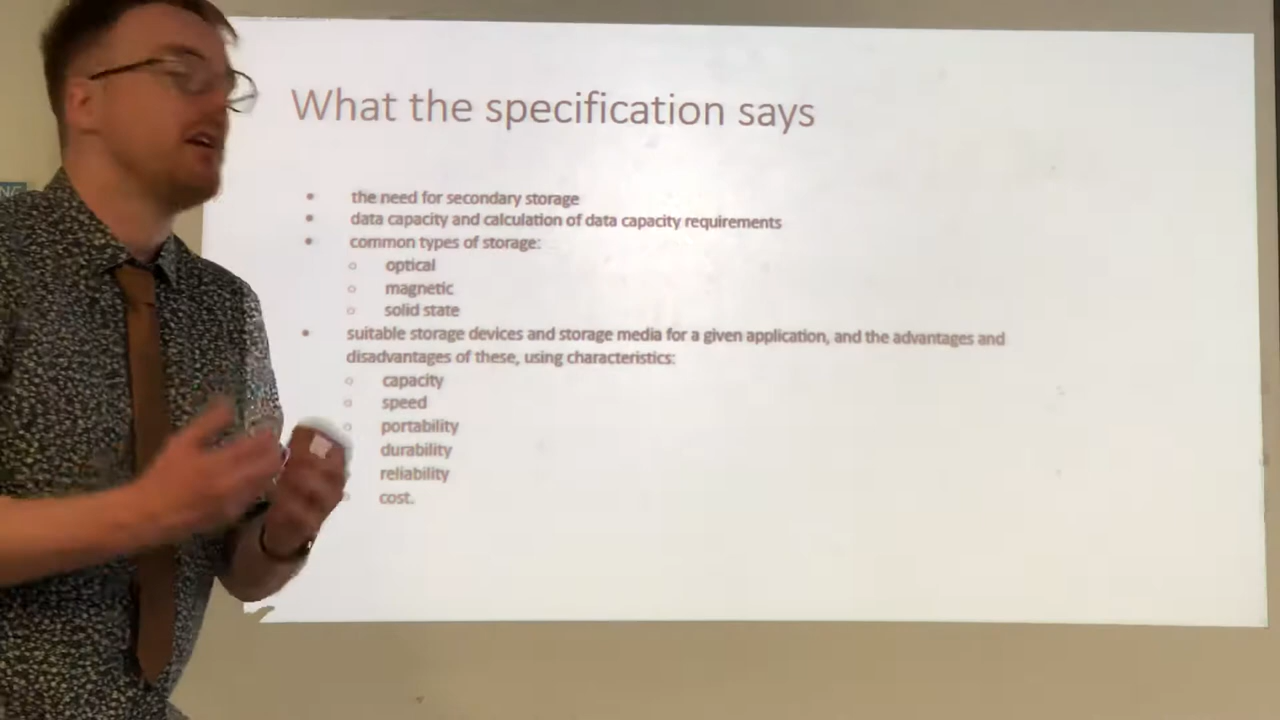 What the specification says
• the need for secondary storage
• data capacity and calculation of data capacity requirements
• common types of storage:
○ optical
○ magnetic
○ solid state
• suitable storage devices and storage media for a given application, and the advantages and
disadvantages of these, using characteristics:
○ capacity
○ speed
○ portability
durability
reliability
cost.